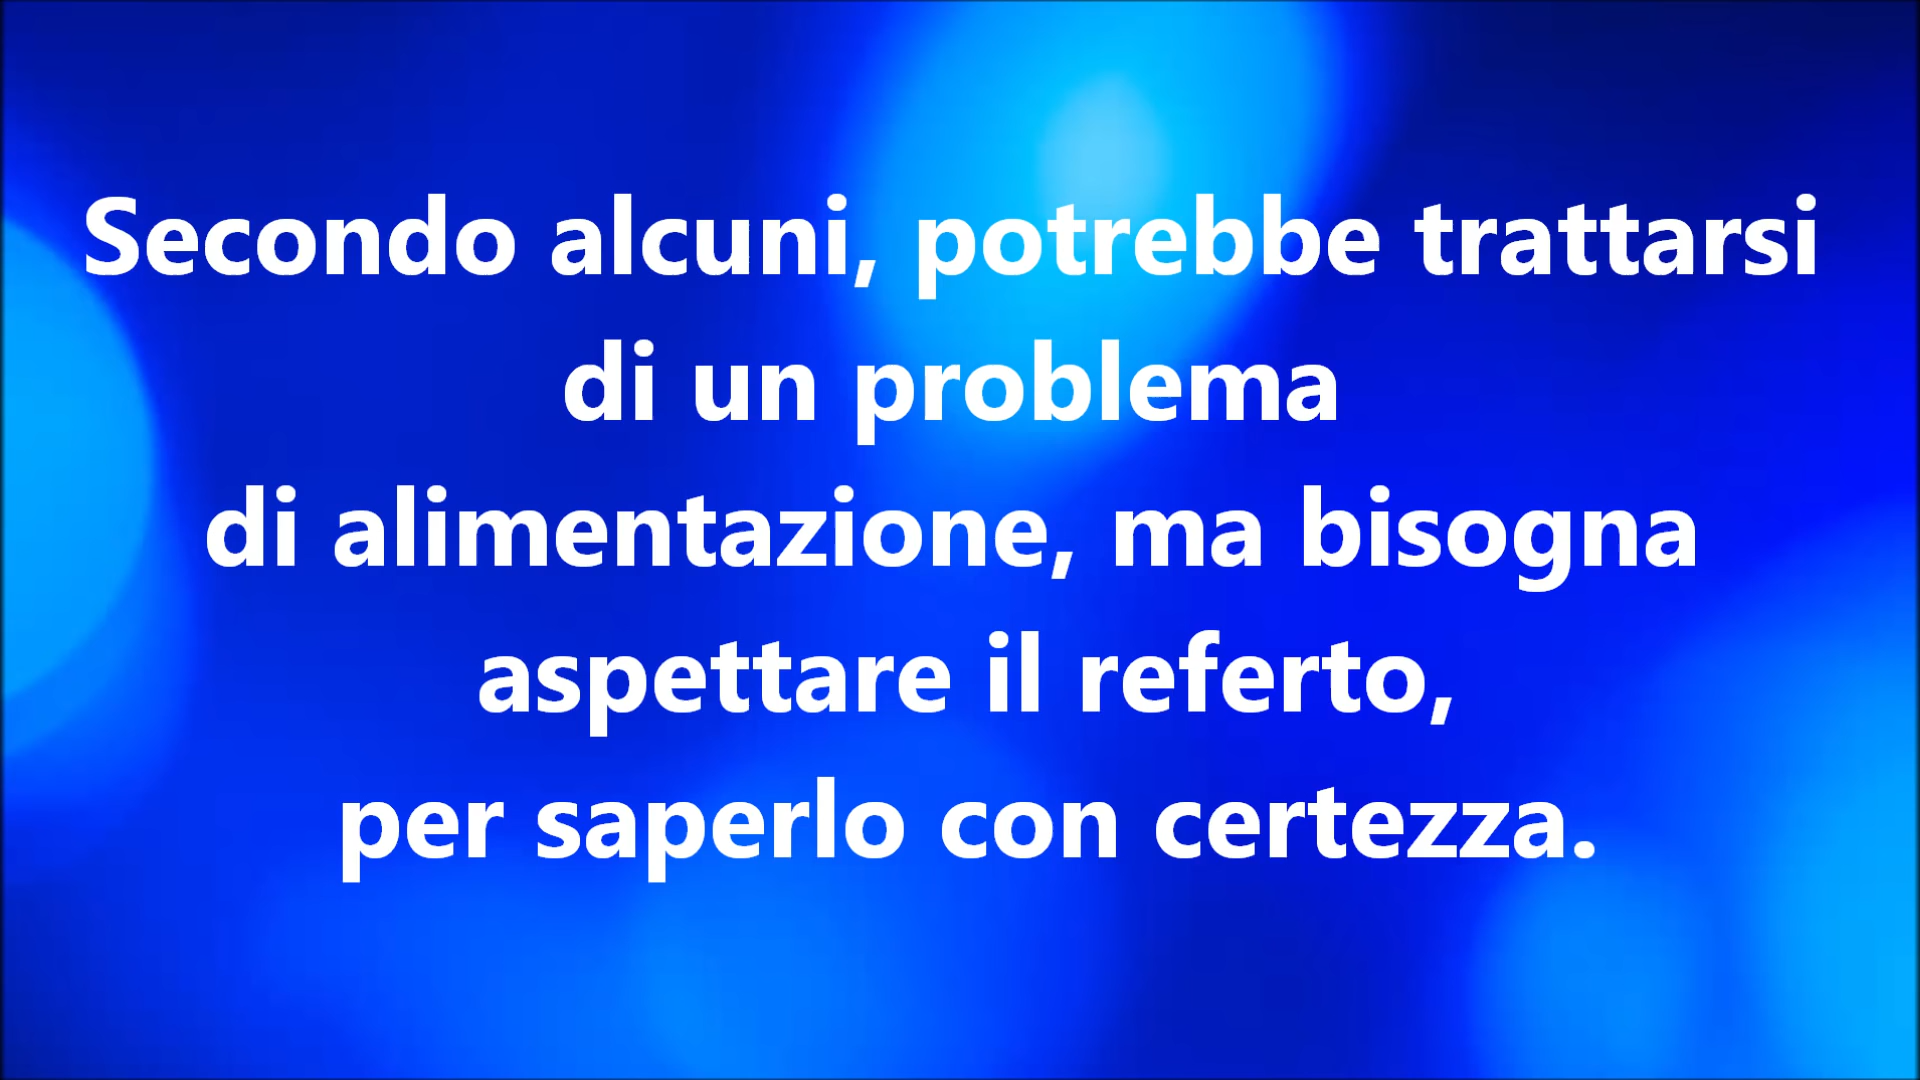 Secondo alcuni, potrebbe trattarsi
di un problema
di alimentazione, ma bisogna
aspettare il referto,
per saperlo con certezza.